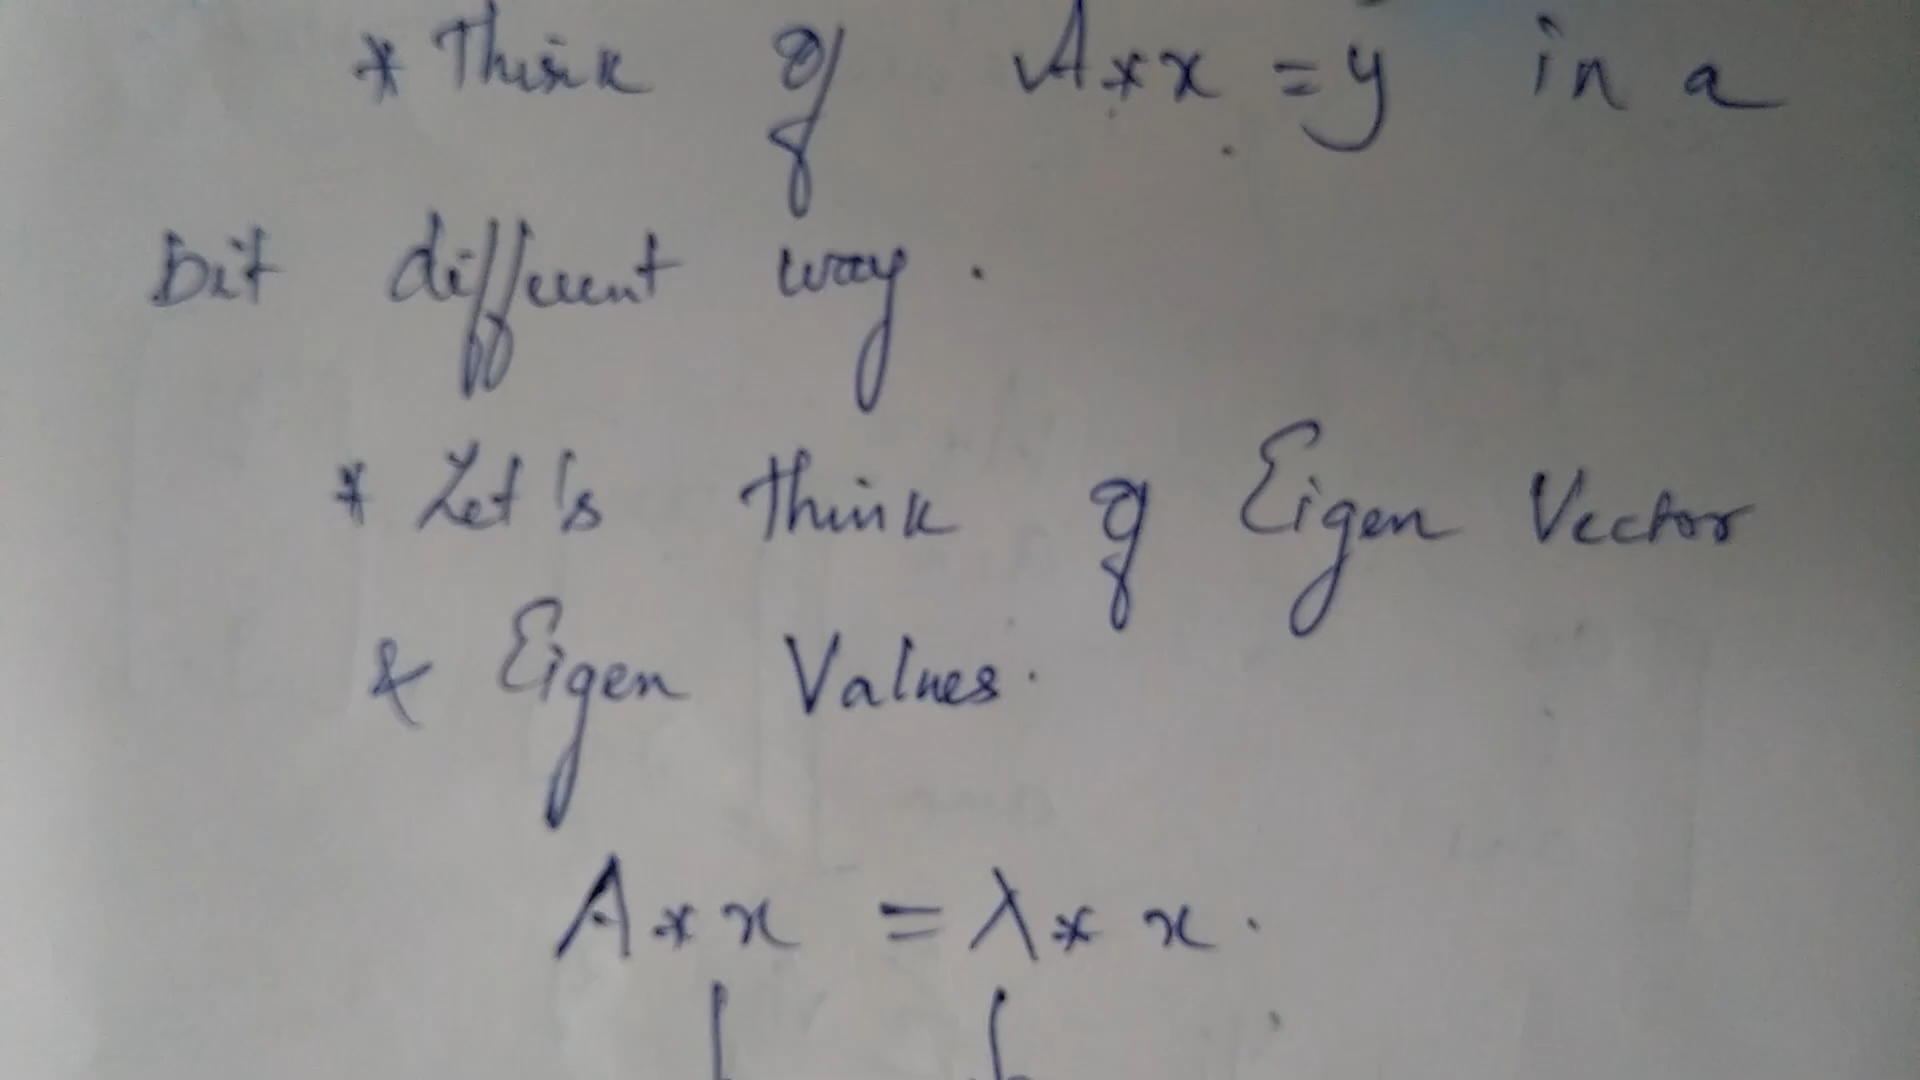 * Think of A*x = y in a
bit different way.
* Let's think of Eigen Vector
& Eigen Values.
A*x = λ*x.